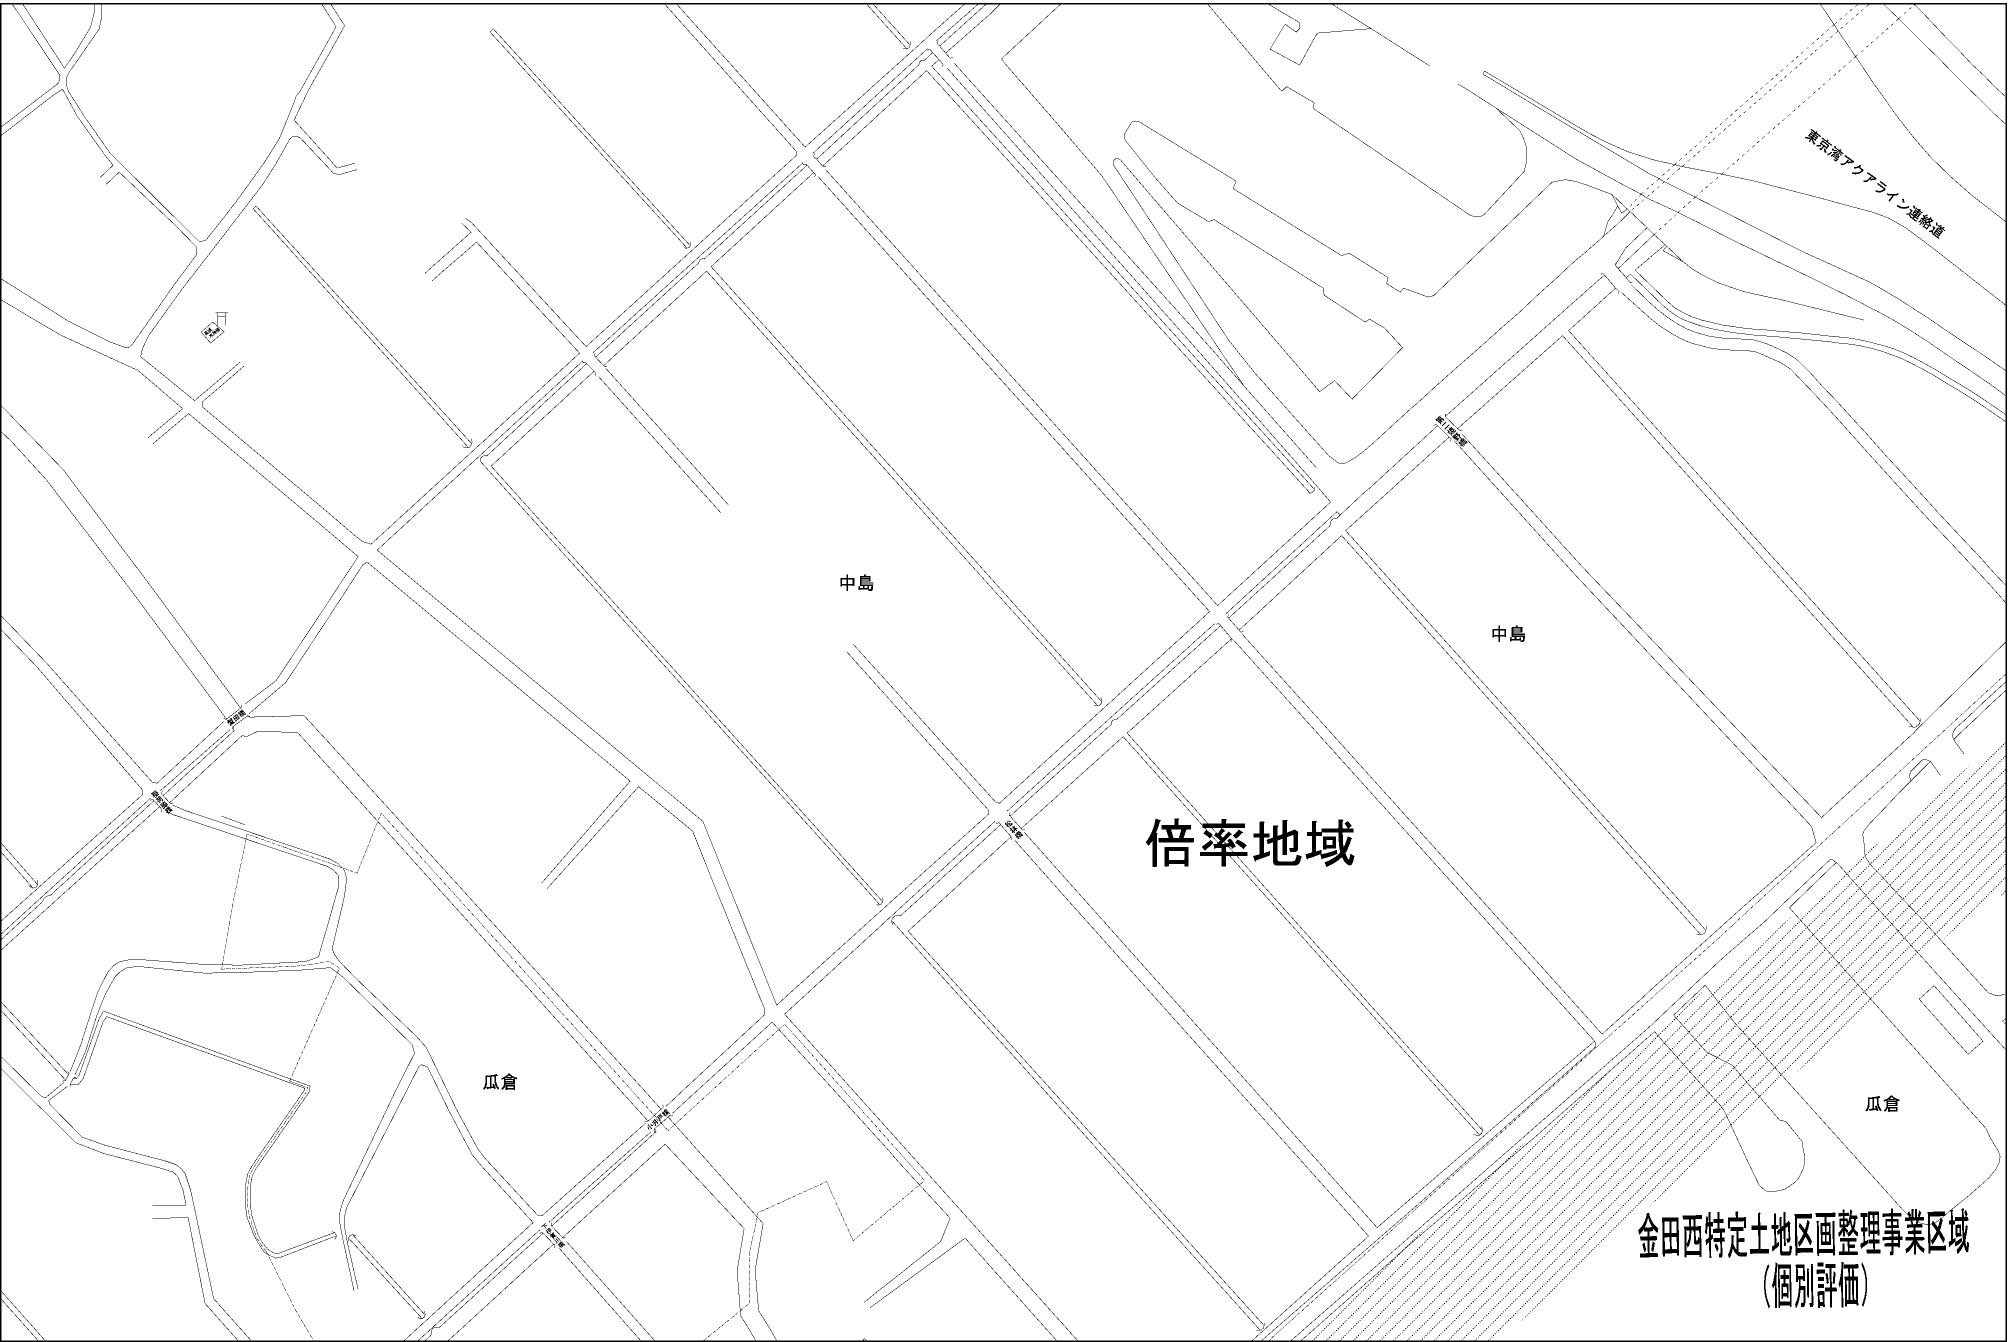 東京湾アクアライン連絡道
中島
中島
倍率地域
瓜倉
瓜倉
金田西特定土地区画整理事業区域
（個別評価）